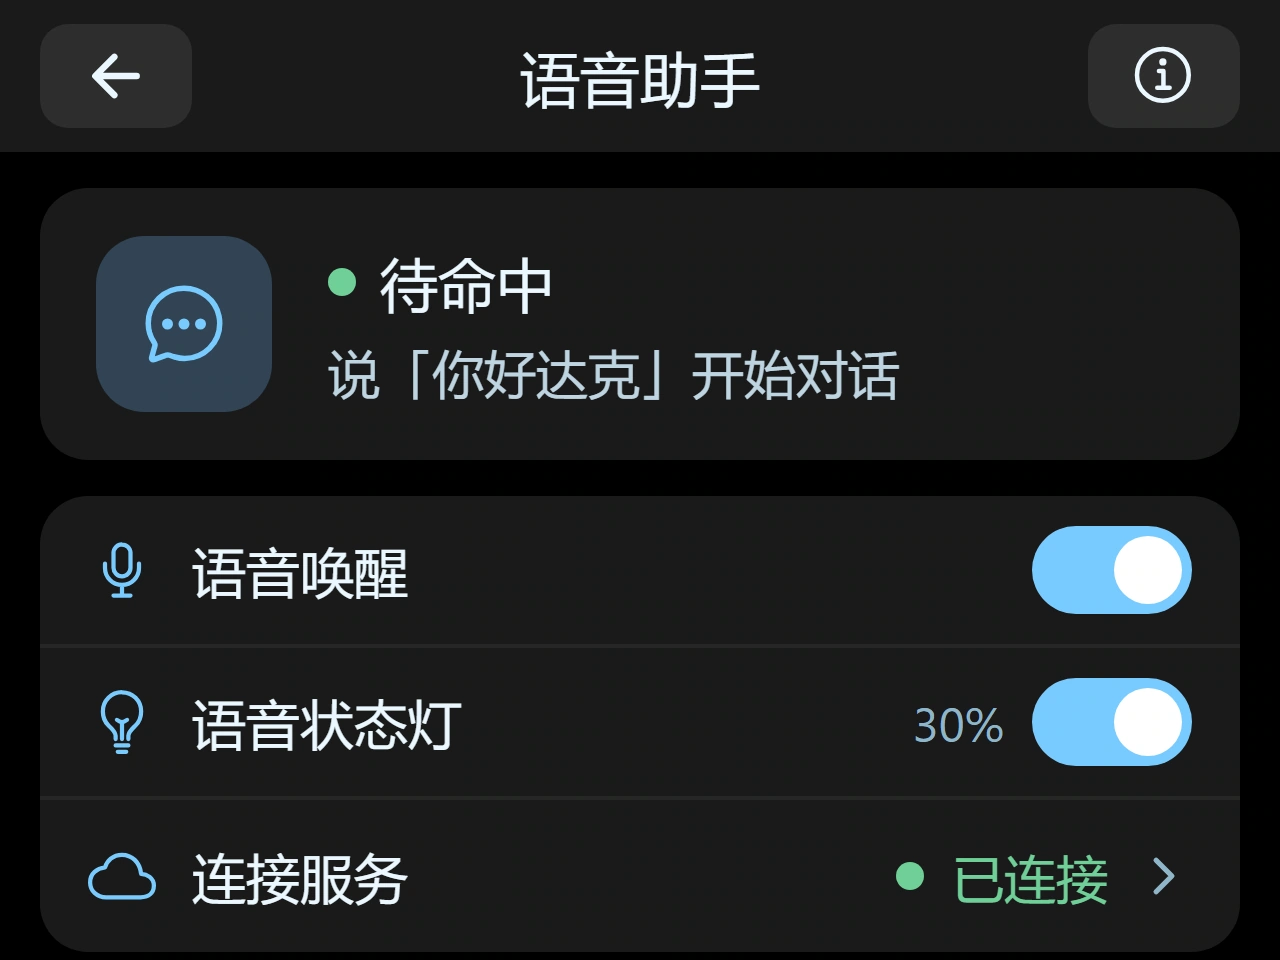 语音助手
待命中
说「你好达克」开始对话
语音唤醒
语音状态灯 30%
连接服务 已连接